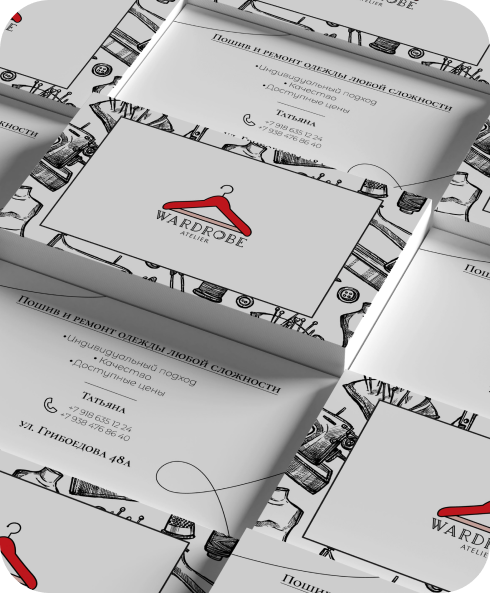 WARDROBE
ATELIER
Пошив и ремонт одежды любой сложности
•Индивидуальный подход
•Качество
•Доступные цены
Татьяна
+7 918 635 12 24
+7 938 476 86 40
WARDROBE
ATELIER
Пошив и ремонт одежды любой сложности
•Индивидуальный подход
•Качество
•Доступные цены
Татьяна
+7 918 635 12 24
+7 938 476 86 40
ул. Грибоедова 48а
WARDROBE
ATELIER